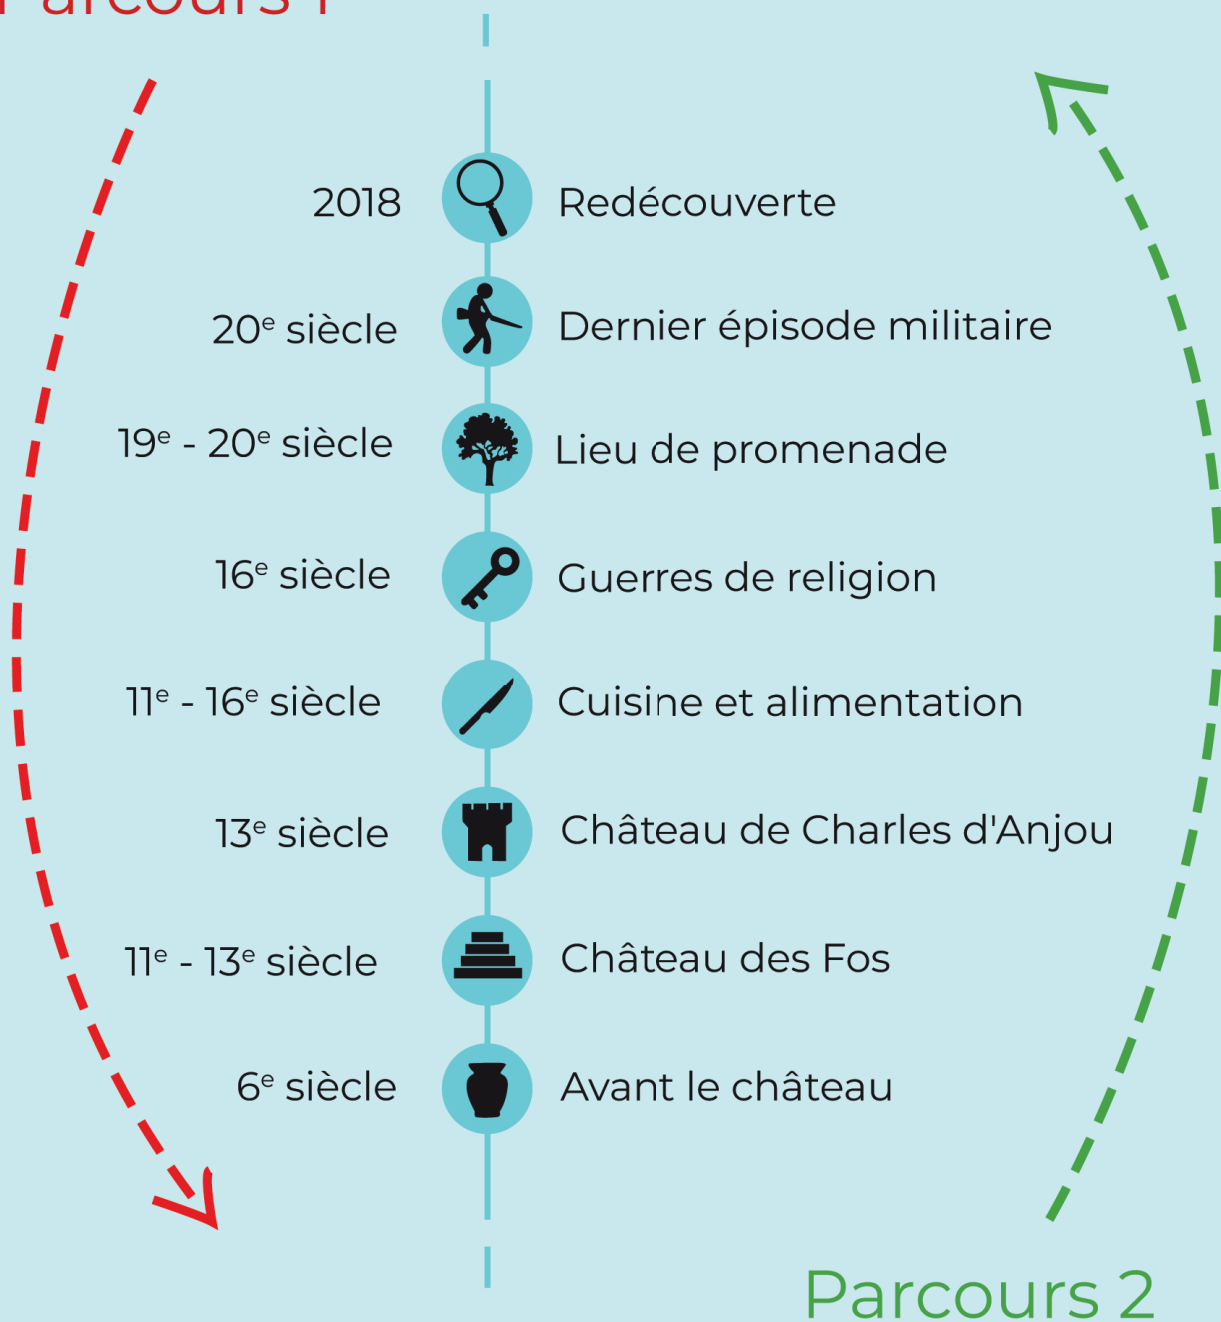 Parcours 1
2018 Redécouverte
20e siècle Dernier épisode militaire
19e - 20e siècle Lieu de promenade
16e siècle Guerres de religion
11e - 16e siècle Cuisine et alimentation
13e siècle Château de Charles d'Anjou
11e - 13e siècle Château des Fos
6e siècle Avant le château
Parcours 2